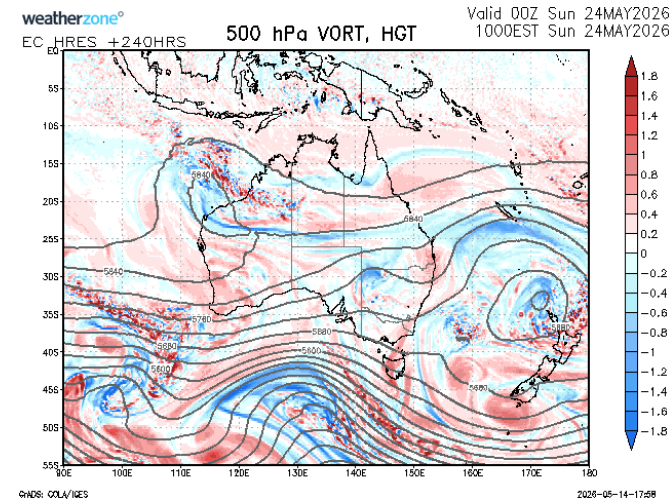 weatherzone°
EC HRES +240HRS
500 hPa VORT, HGT
Valid 00Z Sun 24MAY2026
1000EST Sun 24MAY2026
EQ
5S
10S
15S
20S
25S
30S
35S
40S
45S
50S
55S
90E 100E 110E 120E 130E 140E 150E 160E 170E 180
5840
5840
5840
5760
5680
5680
5600
5600
5680
1.8
1.6
1.4
1.2
1
0.8
0.6
0.4
0.2
0
-0.2
-0.4
-0.6
-0.8
-1
-1.2
-1.4
-1.6
-1.8
GrADS: COLA/IGES
2026-05-14-17:58